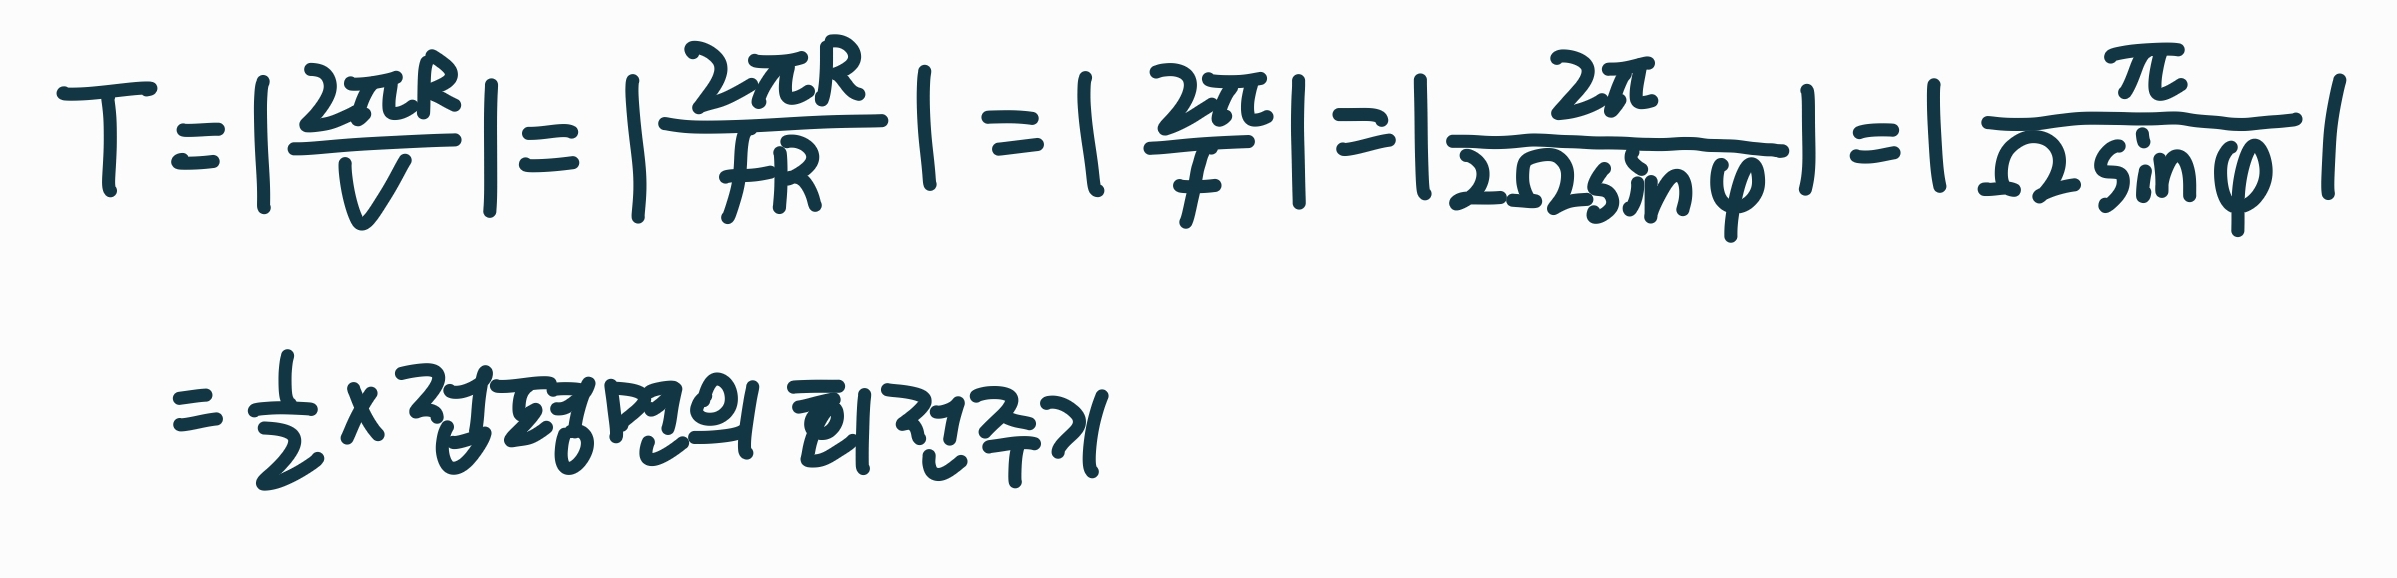 T = |2πR/V| = |2πR/fR| = |2π/f| = |2π/2Ωsinφ| = |π/Ωsinφ|
= 1/2 × 접평면의 회전주기